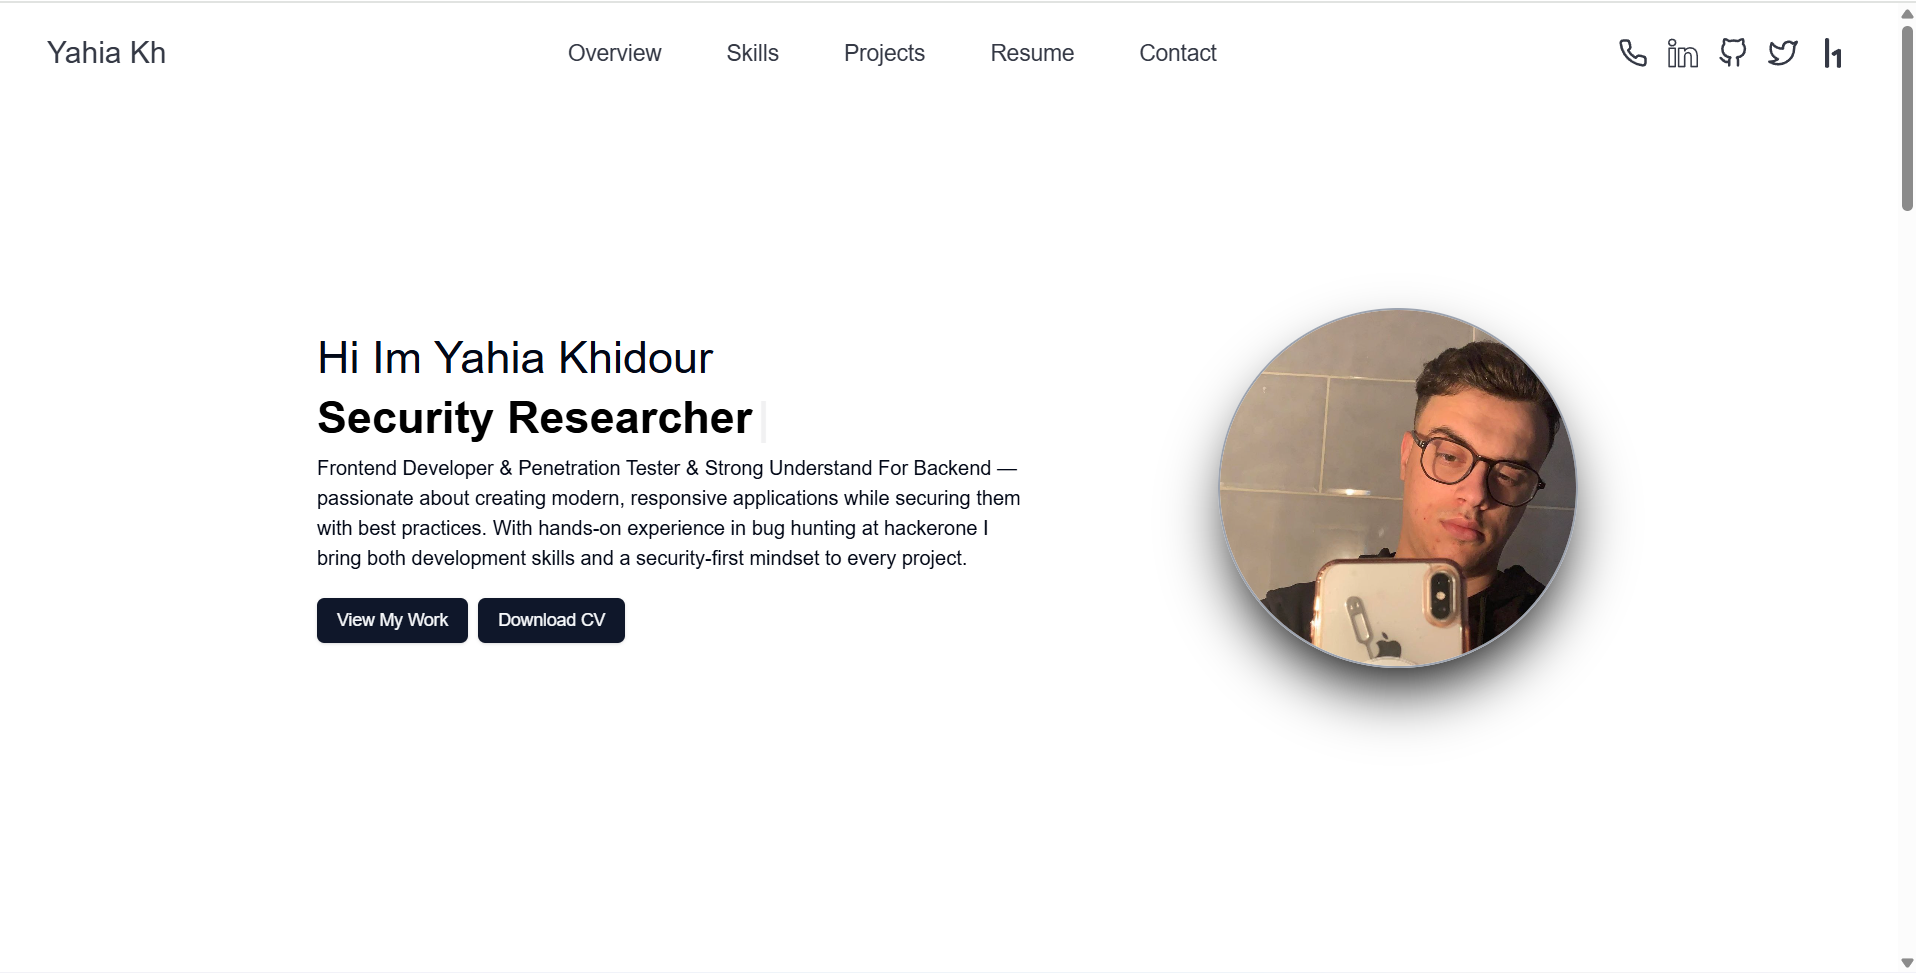 Yahia Kh
Overview
Skills
Projects
Resume
Contact
in
h1
Hi Im Yahia Khidour
Security Researcher
Frontend Developer & Penetration Tester & Strong Understand For Backend —
passionate about creating modern, responsive applications while securing them
with best practices. With hands-on experience in bug hunting at hackerone I
bring both development skills and a security-first mindset to every project.
View My Work
Download CV